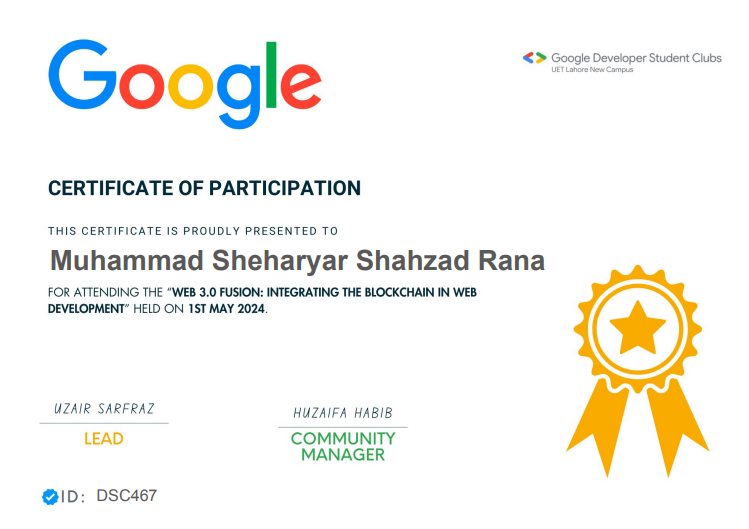 Google
Google Developer Student Clubs
UET Lahore New Campus
CERTIFICATE OF PARTICIPATION
THIS CERTIFICATE IS PROUDLY PRESENTED TO
Muhammad Sheharyar Shahzad Rana
FOR ATTENDING THE “WEB 3.0 FUSION: INTEGRATING THE BLOCKCHAIN IN WEB
DEVELOPMENT” HELD ON 1ST MAY 2024.
UZAIR SARFRAZ
LEAD
HUZAIFA HABIB
COMMUNITY
MANAGER
ID: DSC467